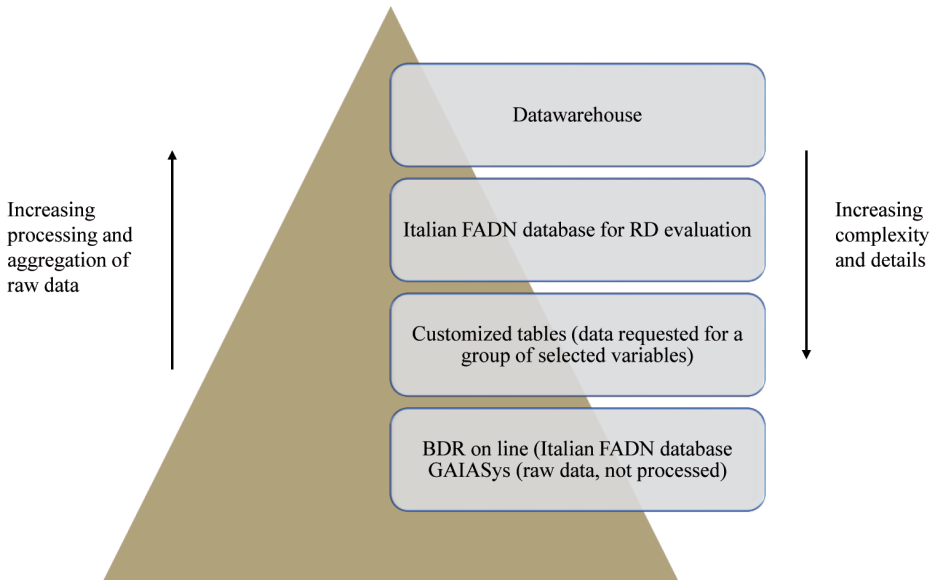 Datawarehouse
Increasing
processing and
aggregation of
raw data
Italian FADN database for RD evaluation
Increasing
complexity
and details
Customized tables (data requested for a
group of selected variables)
BDR on line (Italian FADN database
GAIASys (raw data, not processed)